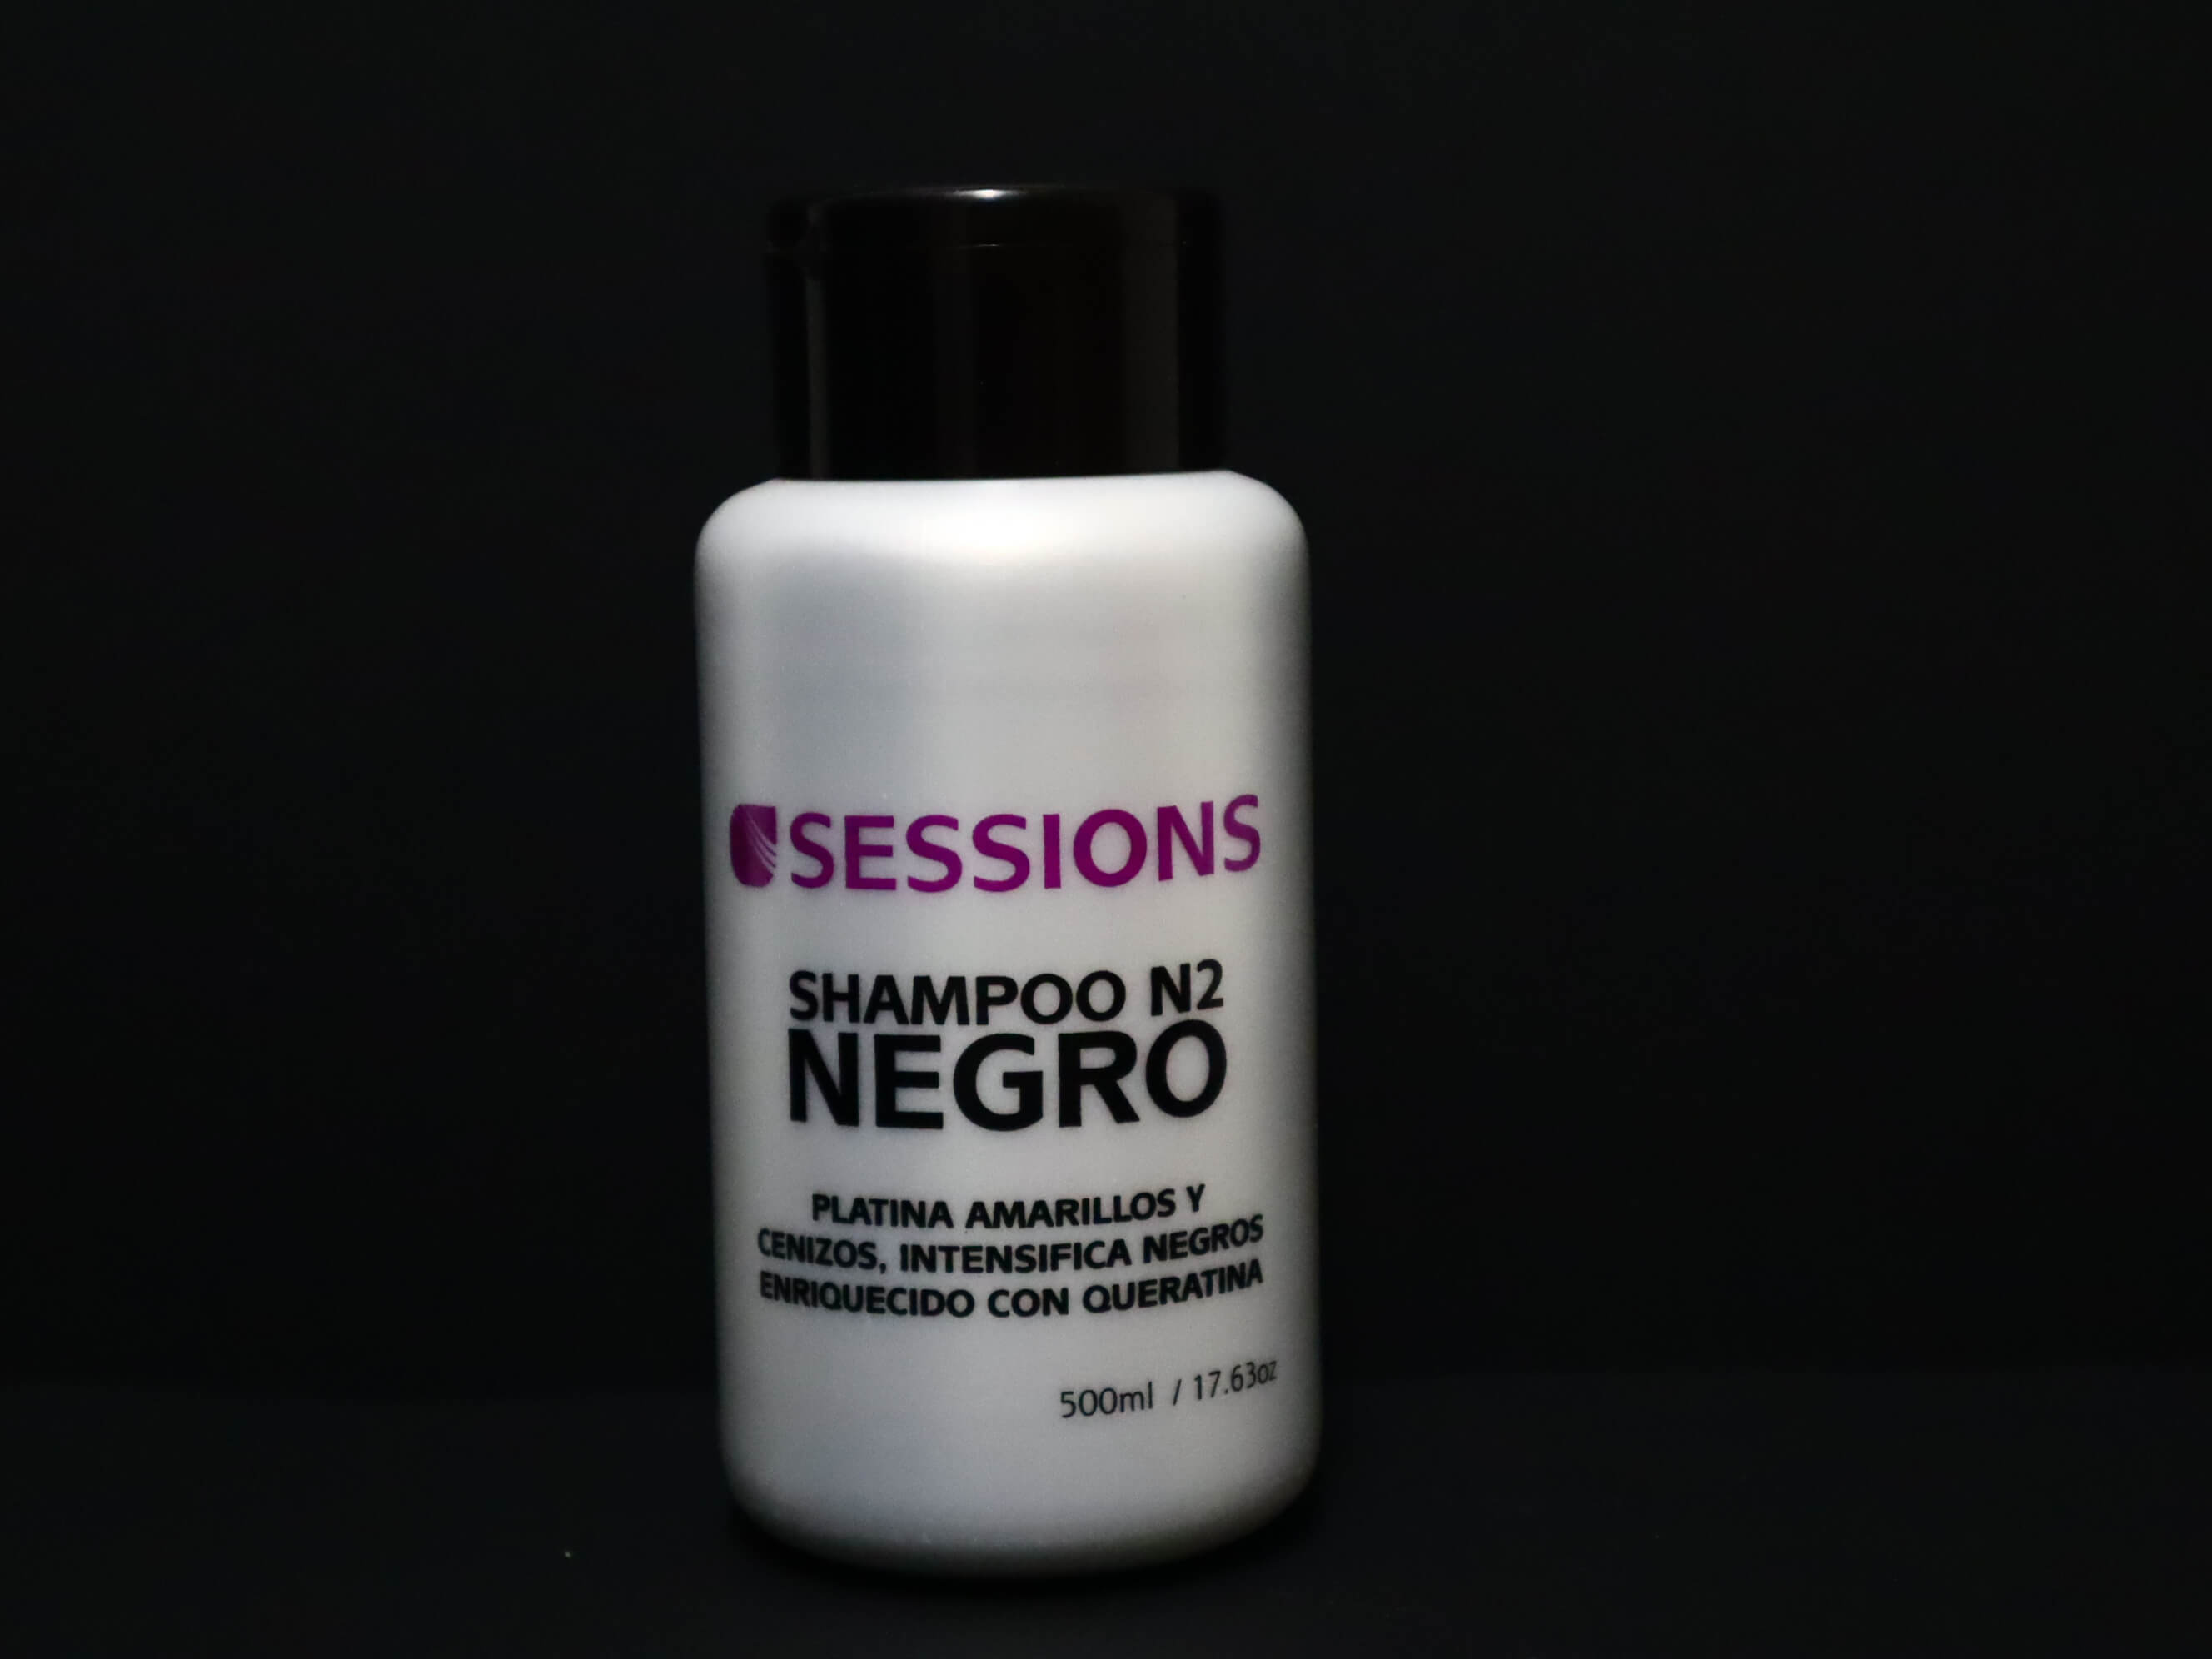 SESSIONS
SHAMPOO N2
NEGRO
PLATINA AMARILLOS Y
CENIZOS, INTENSIFICA NEGROS
ENRIQUECIDO CON QUERATINA
500ml / 17.63oz